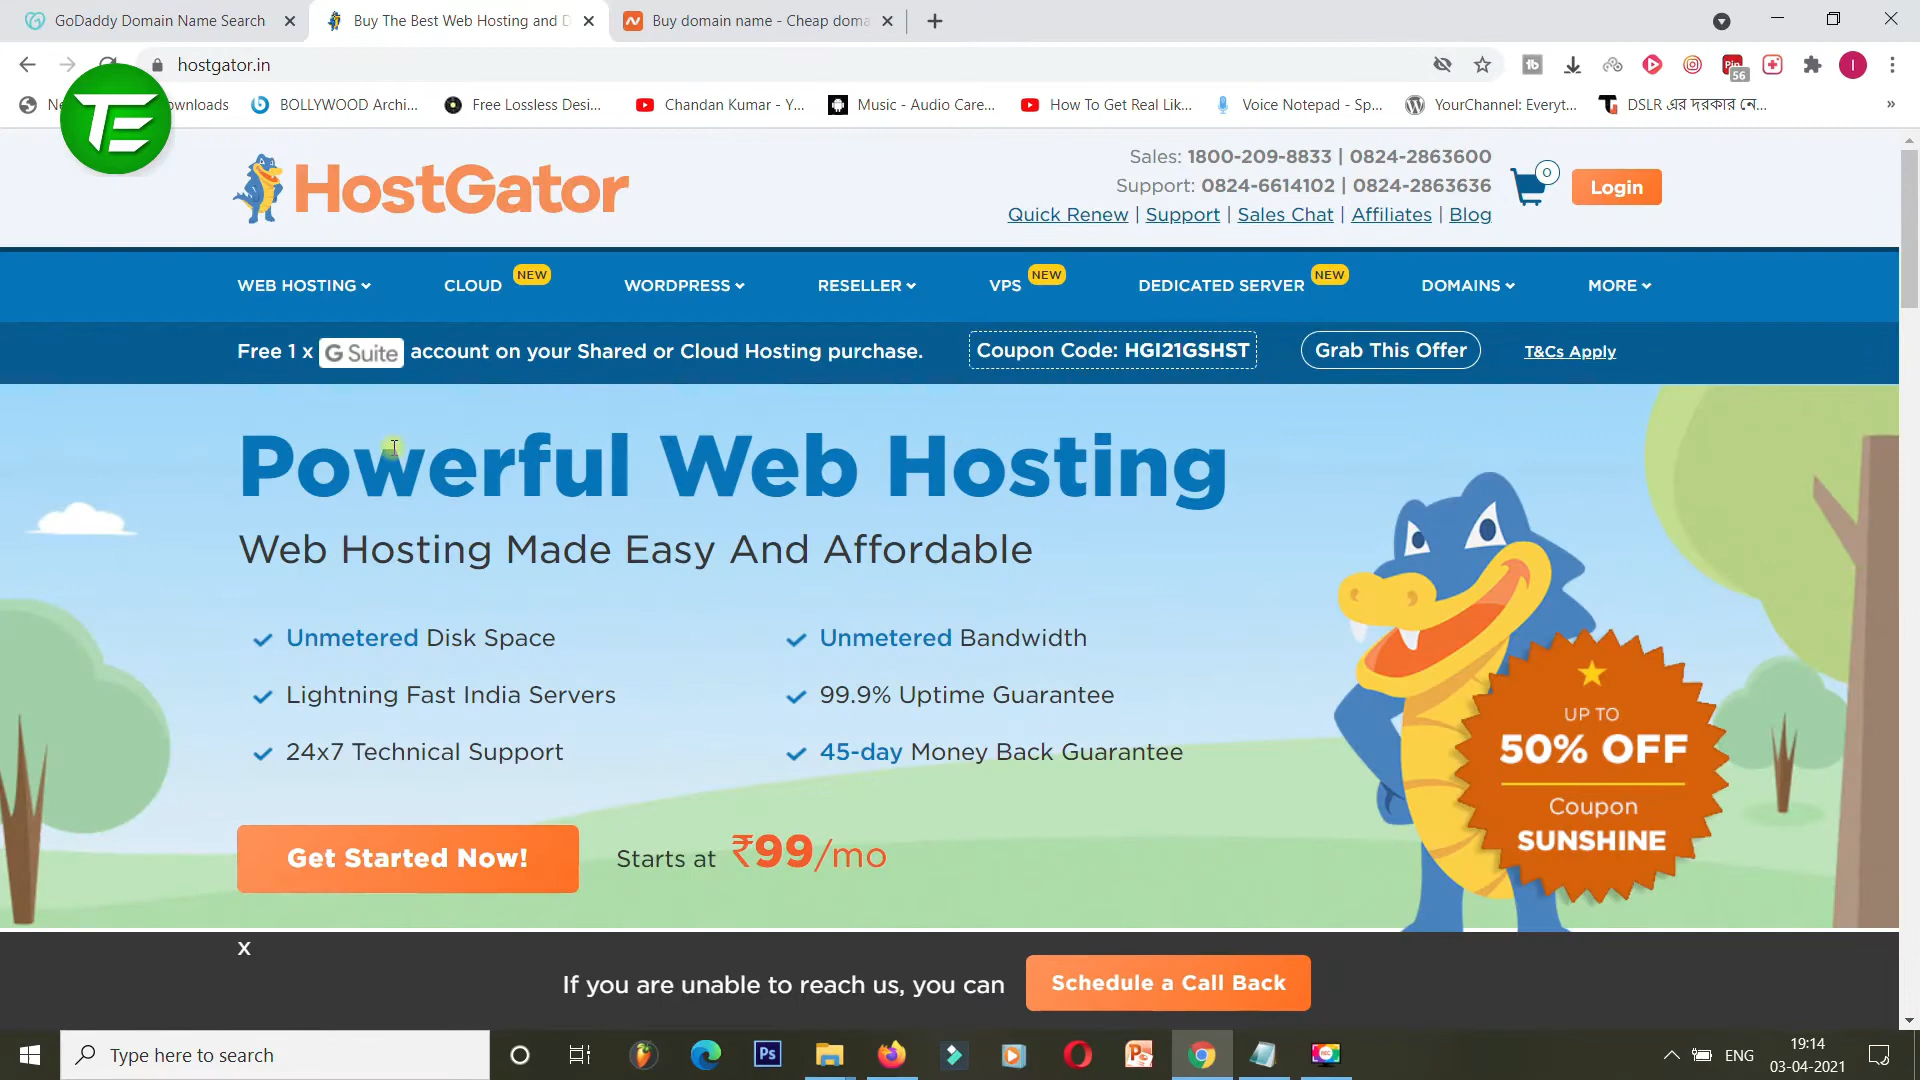 GoDaddy Domain Name Search
Buy The Best Web Hosting and D
Buy domain name - Cheap doma
hostgator.in
56
I
Ne
ownloads
BOLLYWOOD Archi...
Free Lossless Desi...
Chandan Kumar - Y...
Music - Audio Care...
How To Get Real Lik...
Voice Notepad - Sp...
YourChannel: Everyt...
DSLR এর দরকার নে...
»
TE
HostGator
Sales: 1800-209-8833 | 0824-2863600
Support: 0824-6614102 | 0824-2863636
Quick Renew | Support | Sales Chat | Affiliates | Blog
0
Login
WEB HOSTING
CLOUD NEW
WORDPRESS
RESELLER
VPS NEW
DEDICATED SERVER NEW
DOMAINS
MORE
Free 1 x G Suite account on your Shared or Cloud Hosting purchase.
Coupon Code: HGI21GSHST
Grab This Offer
T&Cs Apply
Powerful Web Hosting
Web Hosting Made Easy And Affordable
Unmetered Disk Space
Unmetered Bandwidth
Lightning Fast India Servers
99.9% Uptime Guarantee
24x7 Technical Support
45-day Money Back Guarantee
UP TO
50% OFF
Coupon
SUNSHINE
Get Started Now!
Starts at ₹99/mo
X
If you are unable to reach us, you can
Schedule a Call Back
Type here to search
Ps
ENG
19:14
03-04-2021